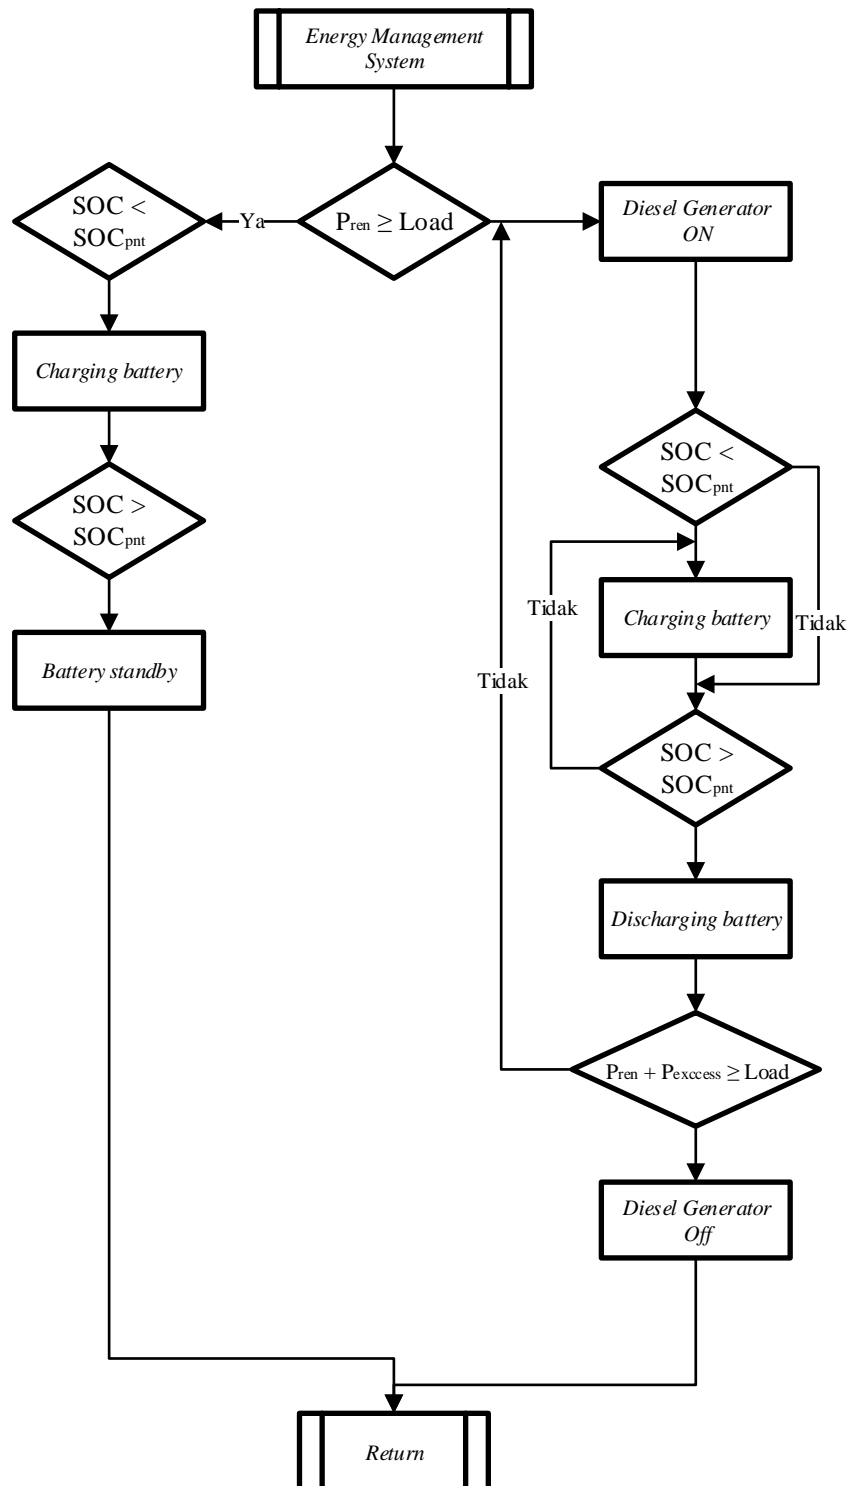 Energy Management
System
SOC <
SOCpnt
Ya
Pren ≥ Load
Diesel Generator
ON
Charging battery
SOC <
SOCpnt
SOC >
SOCpnt
Tidak
Charging battery
Tidak
Battery standby
Tidak
SOC >
SOCpnt
Discharging battery
Pren + Pexccess ≥ Load
Diesel Generator
Off
Return